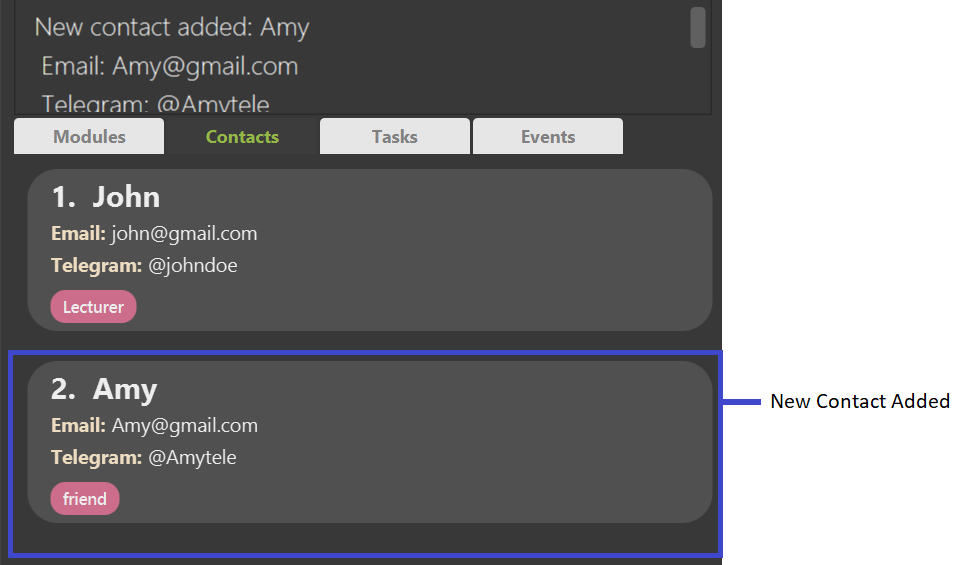 New contact added: Amy
Email: Amy@gmail.com
Telegram: @Amytele
Modules Contacts Tasks Events
1. John
Email: john@gmail.com
Telegram: @johndoe
Lecturer
2. Amy
Email: Amy@gmail.com
Telegram: @Amytele
friend
New Contact Added